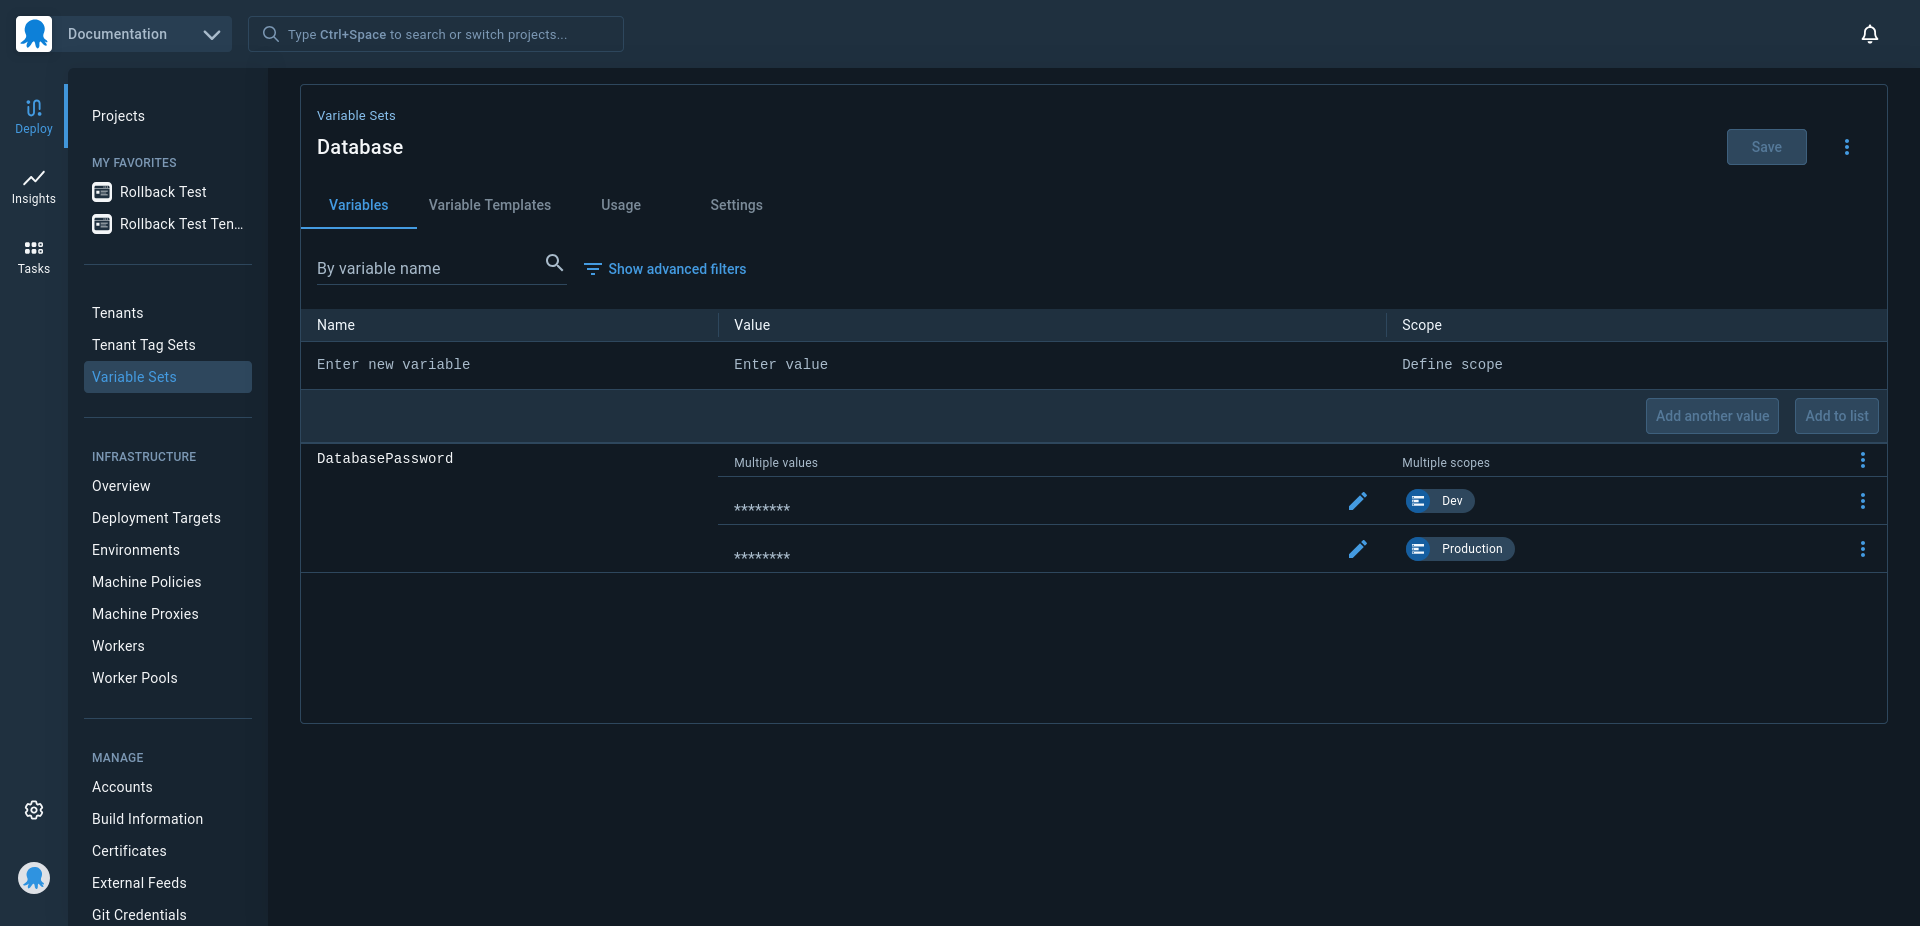 Documentation
Type Ctrl+Space to search or switch projects...
Deploy
Insights
Tasks
Projects
MY FAVORITES
Rollback Test
Rollback Test Ten...
Tenants
Tenant Tag Sets
Variable Sets
INFRASTRUCTURE
Overview
Deployment Targets
Environments
Machine Policies
Machine Proxies
Workers
Worker Pools
MANAGE
Accounts
Build Information
Certificates
External Feeds
Git Credentials
Variable Sets
Database
Save
Variables Variable Templates Usage Settings
By variable name
Show advanced filters
Name Value Scope
Enter new variable Enter value Define scope
Add another value Add to list
DatabasePassword Multiple values Multiple scopes
******** Dev
******** Production